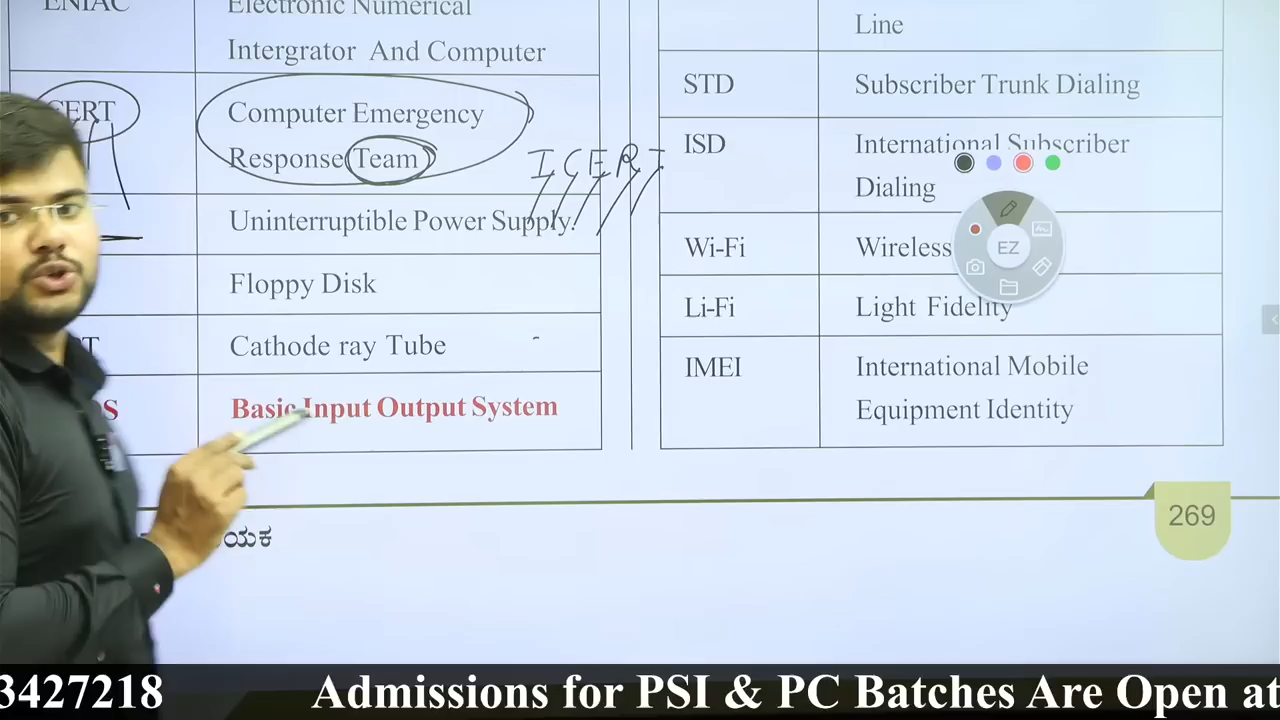 ENIAC
Electronic Numerical
Intergrator And Computer
CERT
Computer Emergency
Response Team
ICERT
Uninterruptible Power Supply.
Floppy Disk
Cathode ray Tube
Basic Input Output System
Line
STD
Subscriber Trunk Dialing
ISD
International Subscriber
Dialing
Wi-Fi
Wireless
Li-Fi
Light Fidelity
IMEI
International Mobile
Equipment Identity
EZ
269
3427218
Admissions for PSI & PC Batches Are Open at